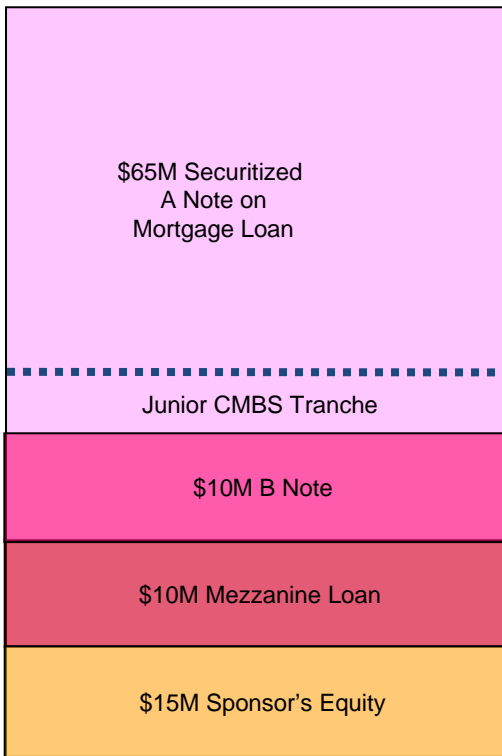 $65M Securitized
A Note on
Mortgage Loan
Junior CMBS Tranche
$10M B Note
$10M Mezzanine Loan
$15M Sponsor’s Equity